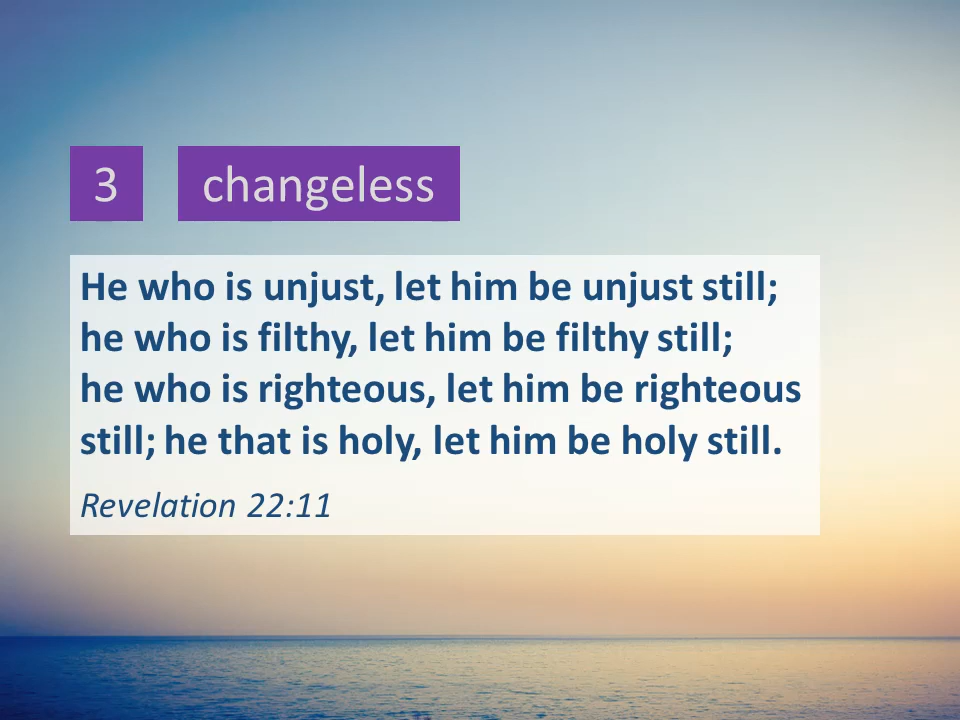 3 changeless
He who is unjust, let him be unjust still;
he who is filthy, let him be filthy still;
he who is righteous, let him be righteous
still; he that is holy, let him be holy still.
Revelation 22:11